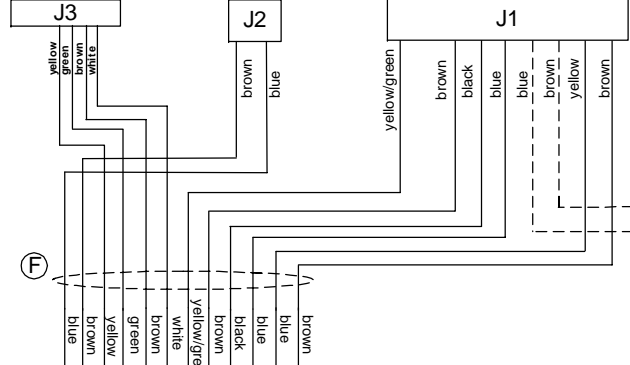 J3
J2
J1
yellow
green
brown
white
brown
blue
yellow/green
brown
black
blue
blue
brown
yellow
brown
F
blue
brown
yellow
green
brown
white
yellow/gre
brown
black
blue
blue
brown